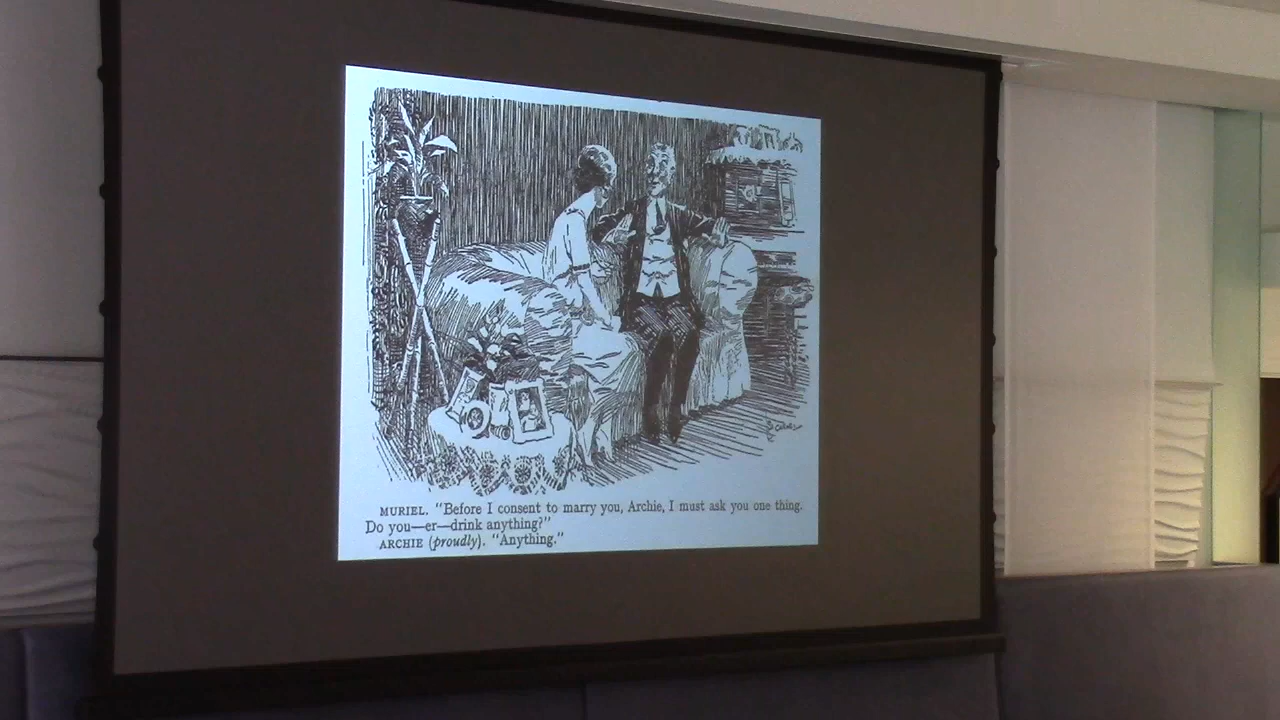 MURIEL. "Before I consent to marry you, Archie, I must ask you one thing.
Do you—er—drink anything?"
ARCHIE (proudly). "Anything."